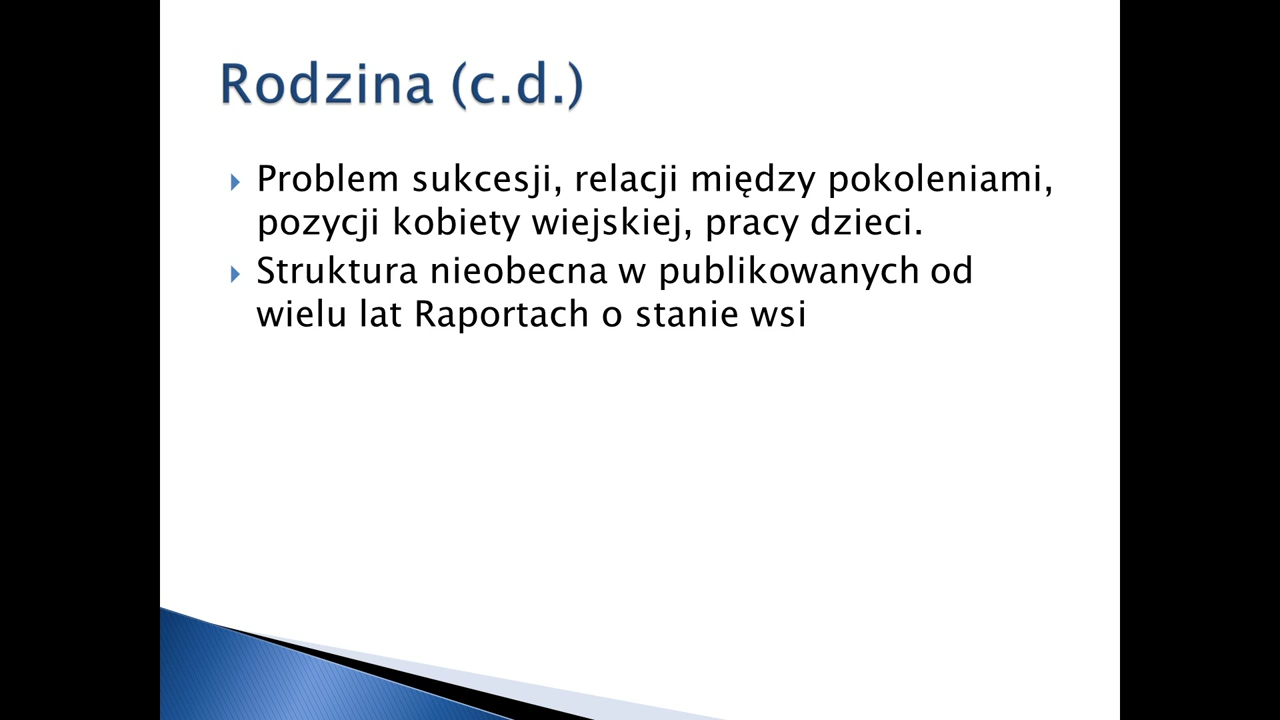 Rodzina (c.d.)
Problem sukcesji, relacji między pokoleniami,
pozycji kobiety wiejskiej, pracy dzieci.
Struktura nieobecna w publikowanych od
wielu lat Raportach o stanie wsi